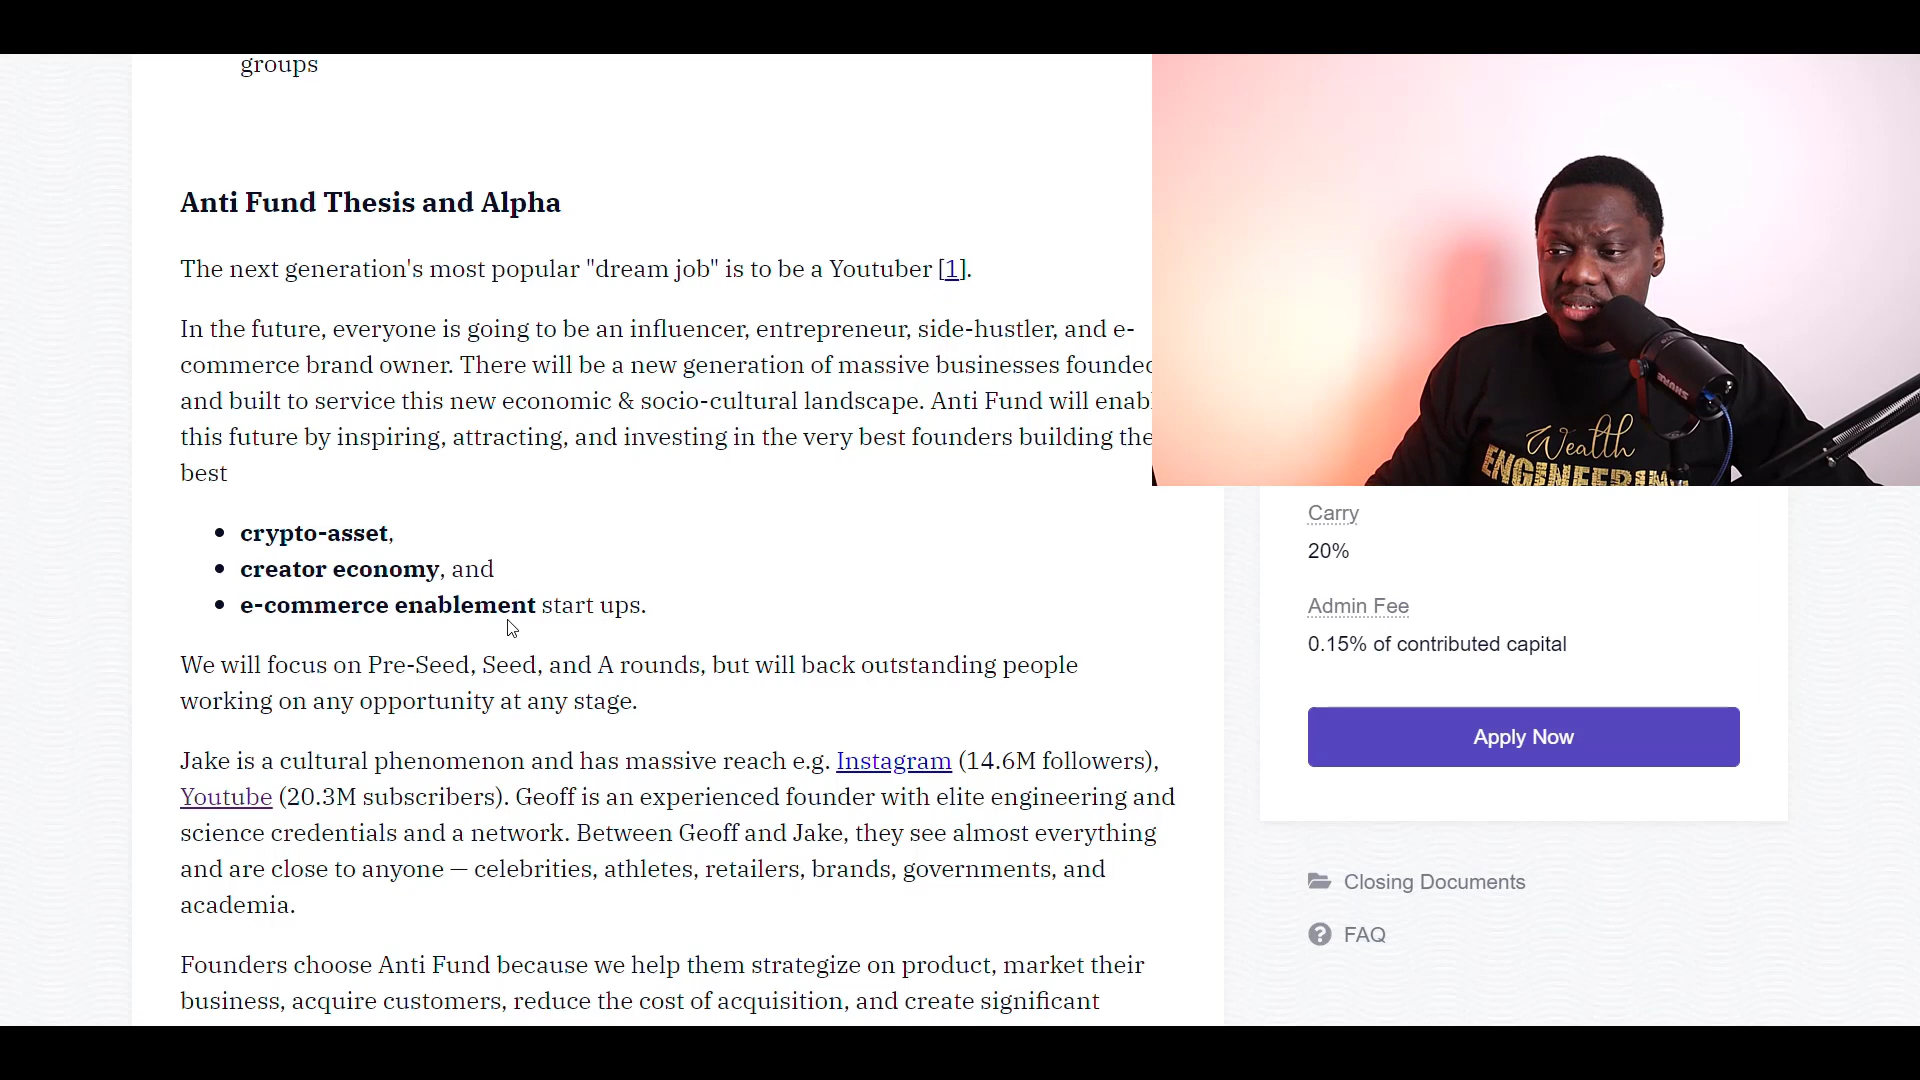 groups
Anti Fund Thesis and Alpha
The next generation's most popular "dream job" is to be a Youtuber [1].
In the future, everyone is going to be an influencer, entrepreneur, side-hustler, and e-
commerce brand owner. There will be a new generation of massive businesses founded
and built to service this new economic & socio-cultural landscape. Anti Fund will enabl
this future by inspiring, attracting, and investing in the very best founders building the
best
• crypto-asset,
• creator economy, and
• e-commerce enablement start ups.
We will focus on Pre-Seed, Seed, and A rounds, but will back outstanding people
working on any opportunity at any stage.
Jake is a cultural phenomenon and has massive reach e.g. Instagram (14.6M followers),
Youtube (20.3M subscribers). Geoff is an experienced founder with elite engineering and
science credentials and a network. Between Geoff and Jake, they see almost everything
and are close to anyone — celebrities, athletes, retailers, brands, governments, and
academia.
Founders choose Anti Fund because we help them strategize on product, market their
business, acquire customers, reduce the cost of acquisition, and create significant
Wealth
ENGINEERING
Carry
20%
Admin Fee
0.15% of contributed capital
Apply Now
Closing Documents
FAQ